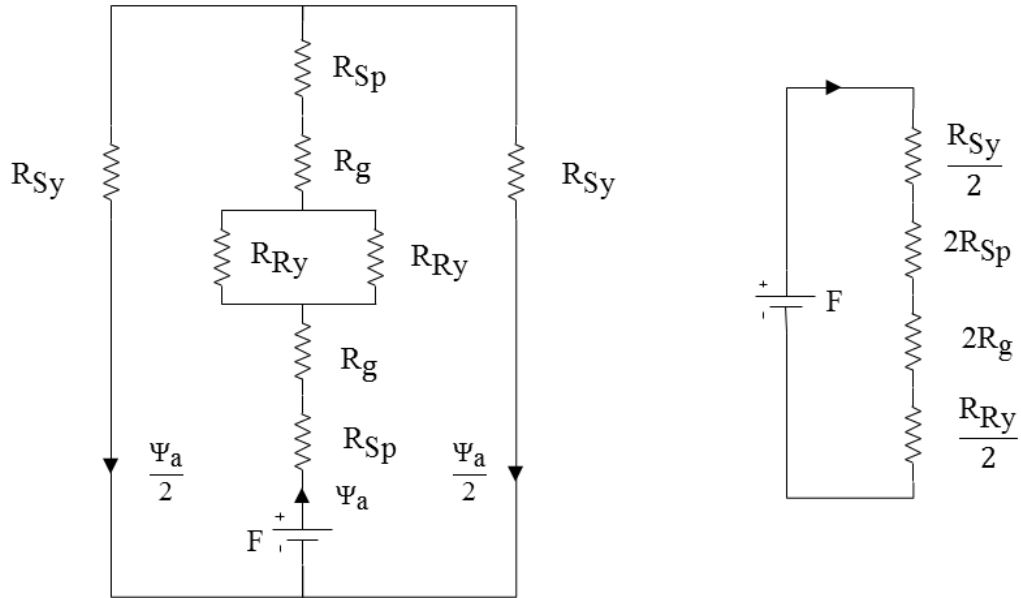 R_Sp
R_Sy
R_g
R_Sy
R_Ry
R_Ry
R_g
R_Sp
Ψ_a/2
Ψ_a
Ψ_a/2
+
F
-
R_Sy/2
2R_Sp
+
F
-
2R_g
R_Ry/2